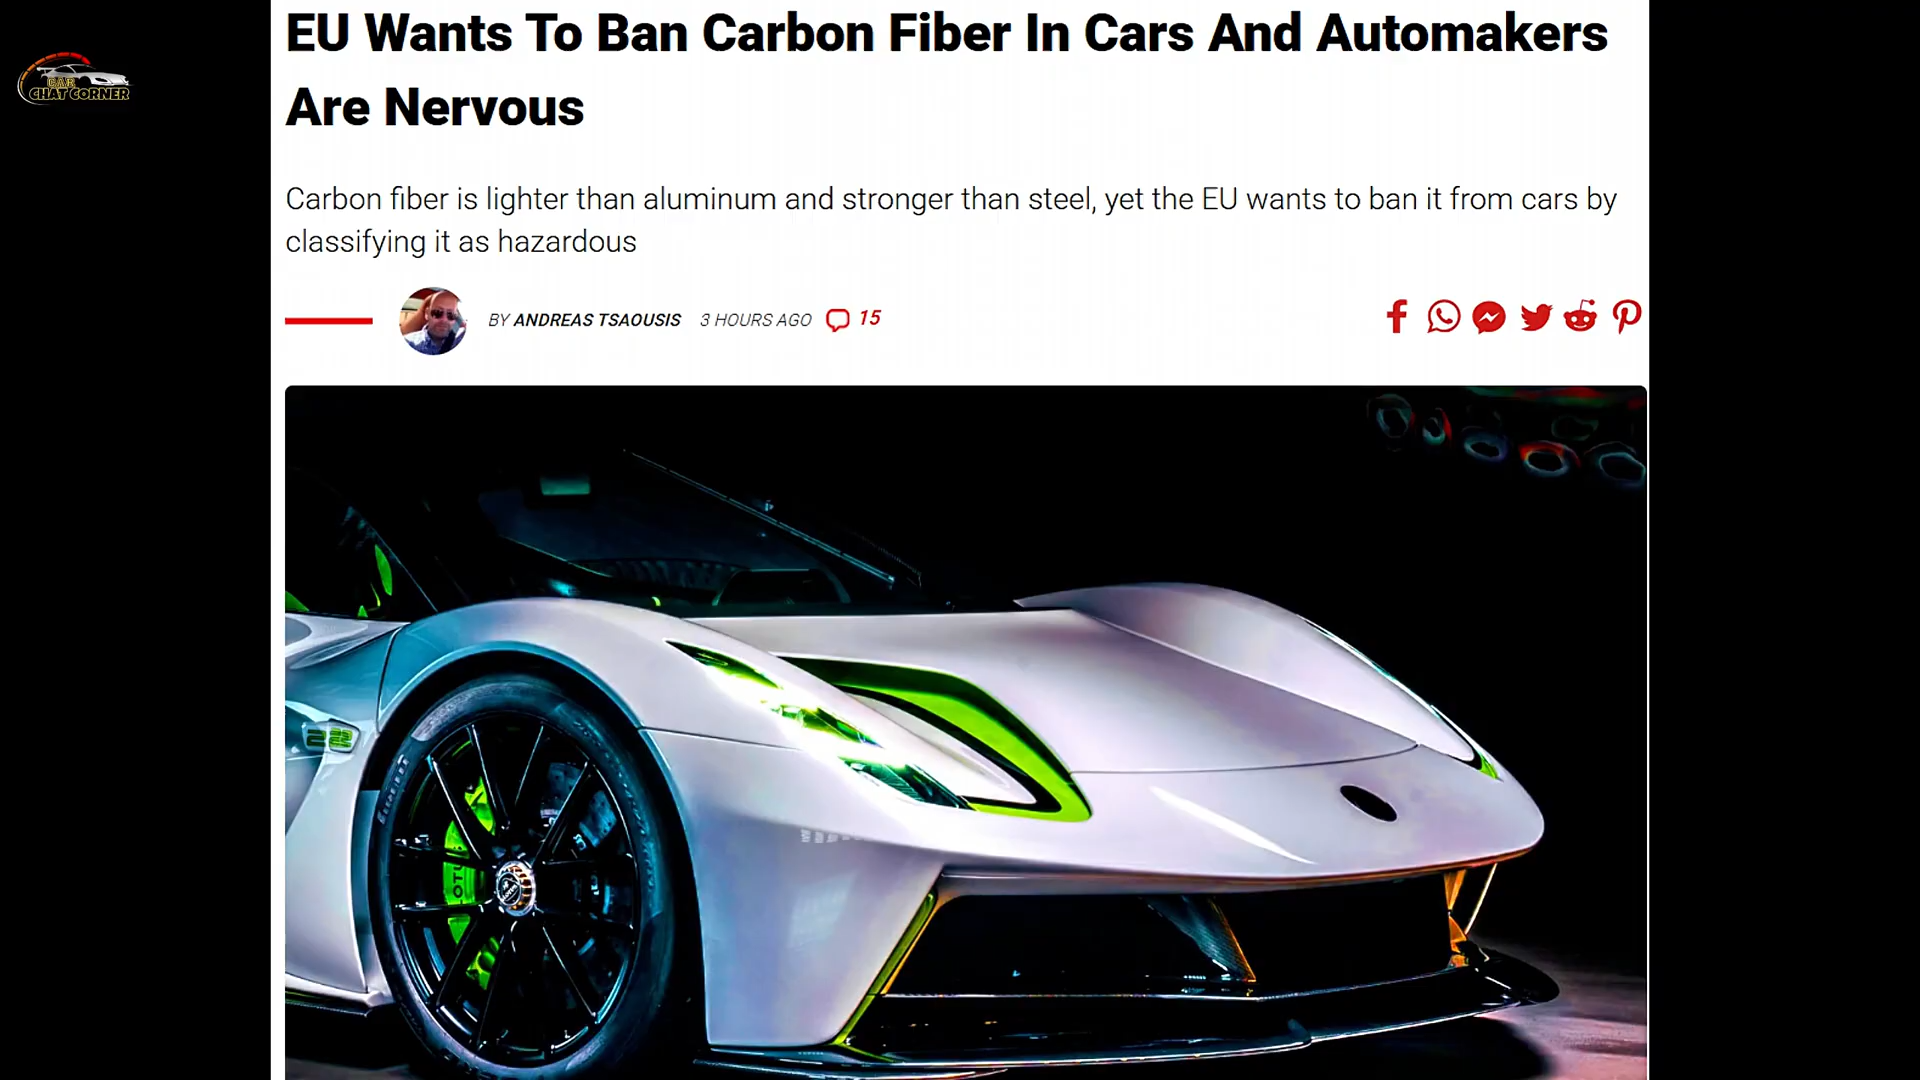 EU Wants To Ban Carbon Fiber In Cars And Automakers
Are Nervous
Carbon fiber is lighter than aluminum and stronger than steel, yet the EU wants to ban it from cars by
classifying it as hazardous
BY ANDREAS TSAOUSIS 3 HOURS AGO 15
CAR
CHAT CORNER
22